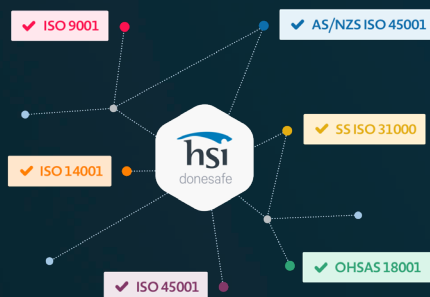 ISO 9001
AS/NZS ISO 45001
SS ISO 31000
hsi
donesafe
ISO 14001
OHSAS 18001
ISO 45001